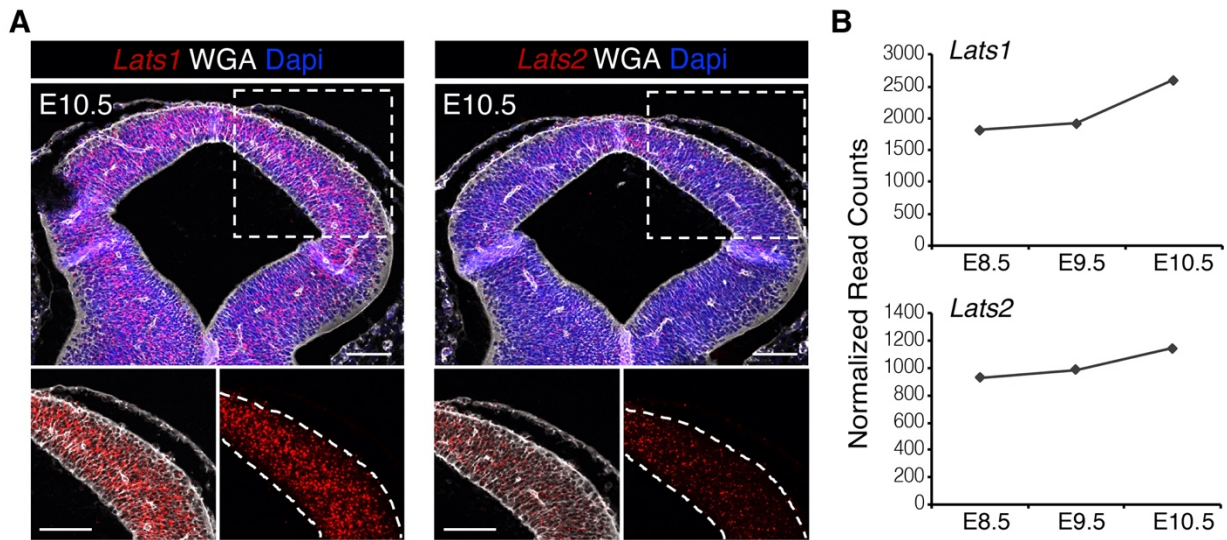 A
Lats1 WGA Dapi
E10.5
Lats2 WGA Dapi
B
Normalized Read Counts
Lats1
3000
2500
2000
1500
1000
500
0
E8.5 E9.5 E10.5
Lats2
1400
1200
1000
800
600
400
200
0
E8.5 E9.5 E10.5